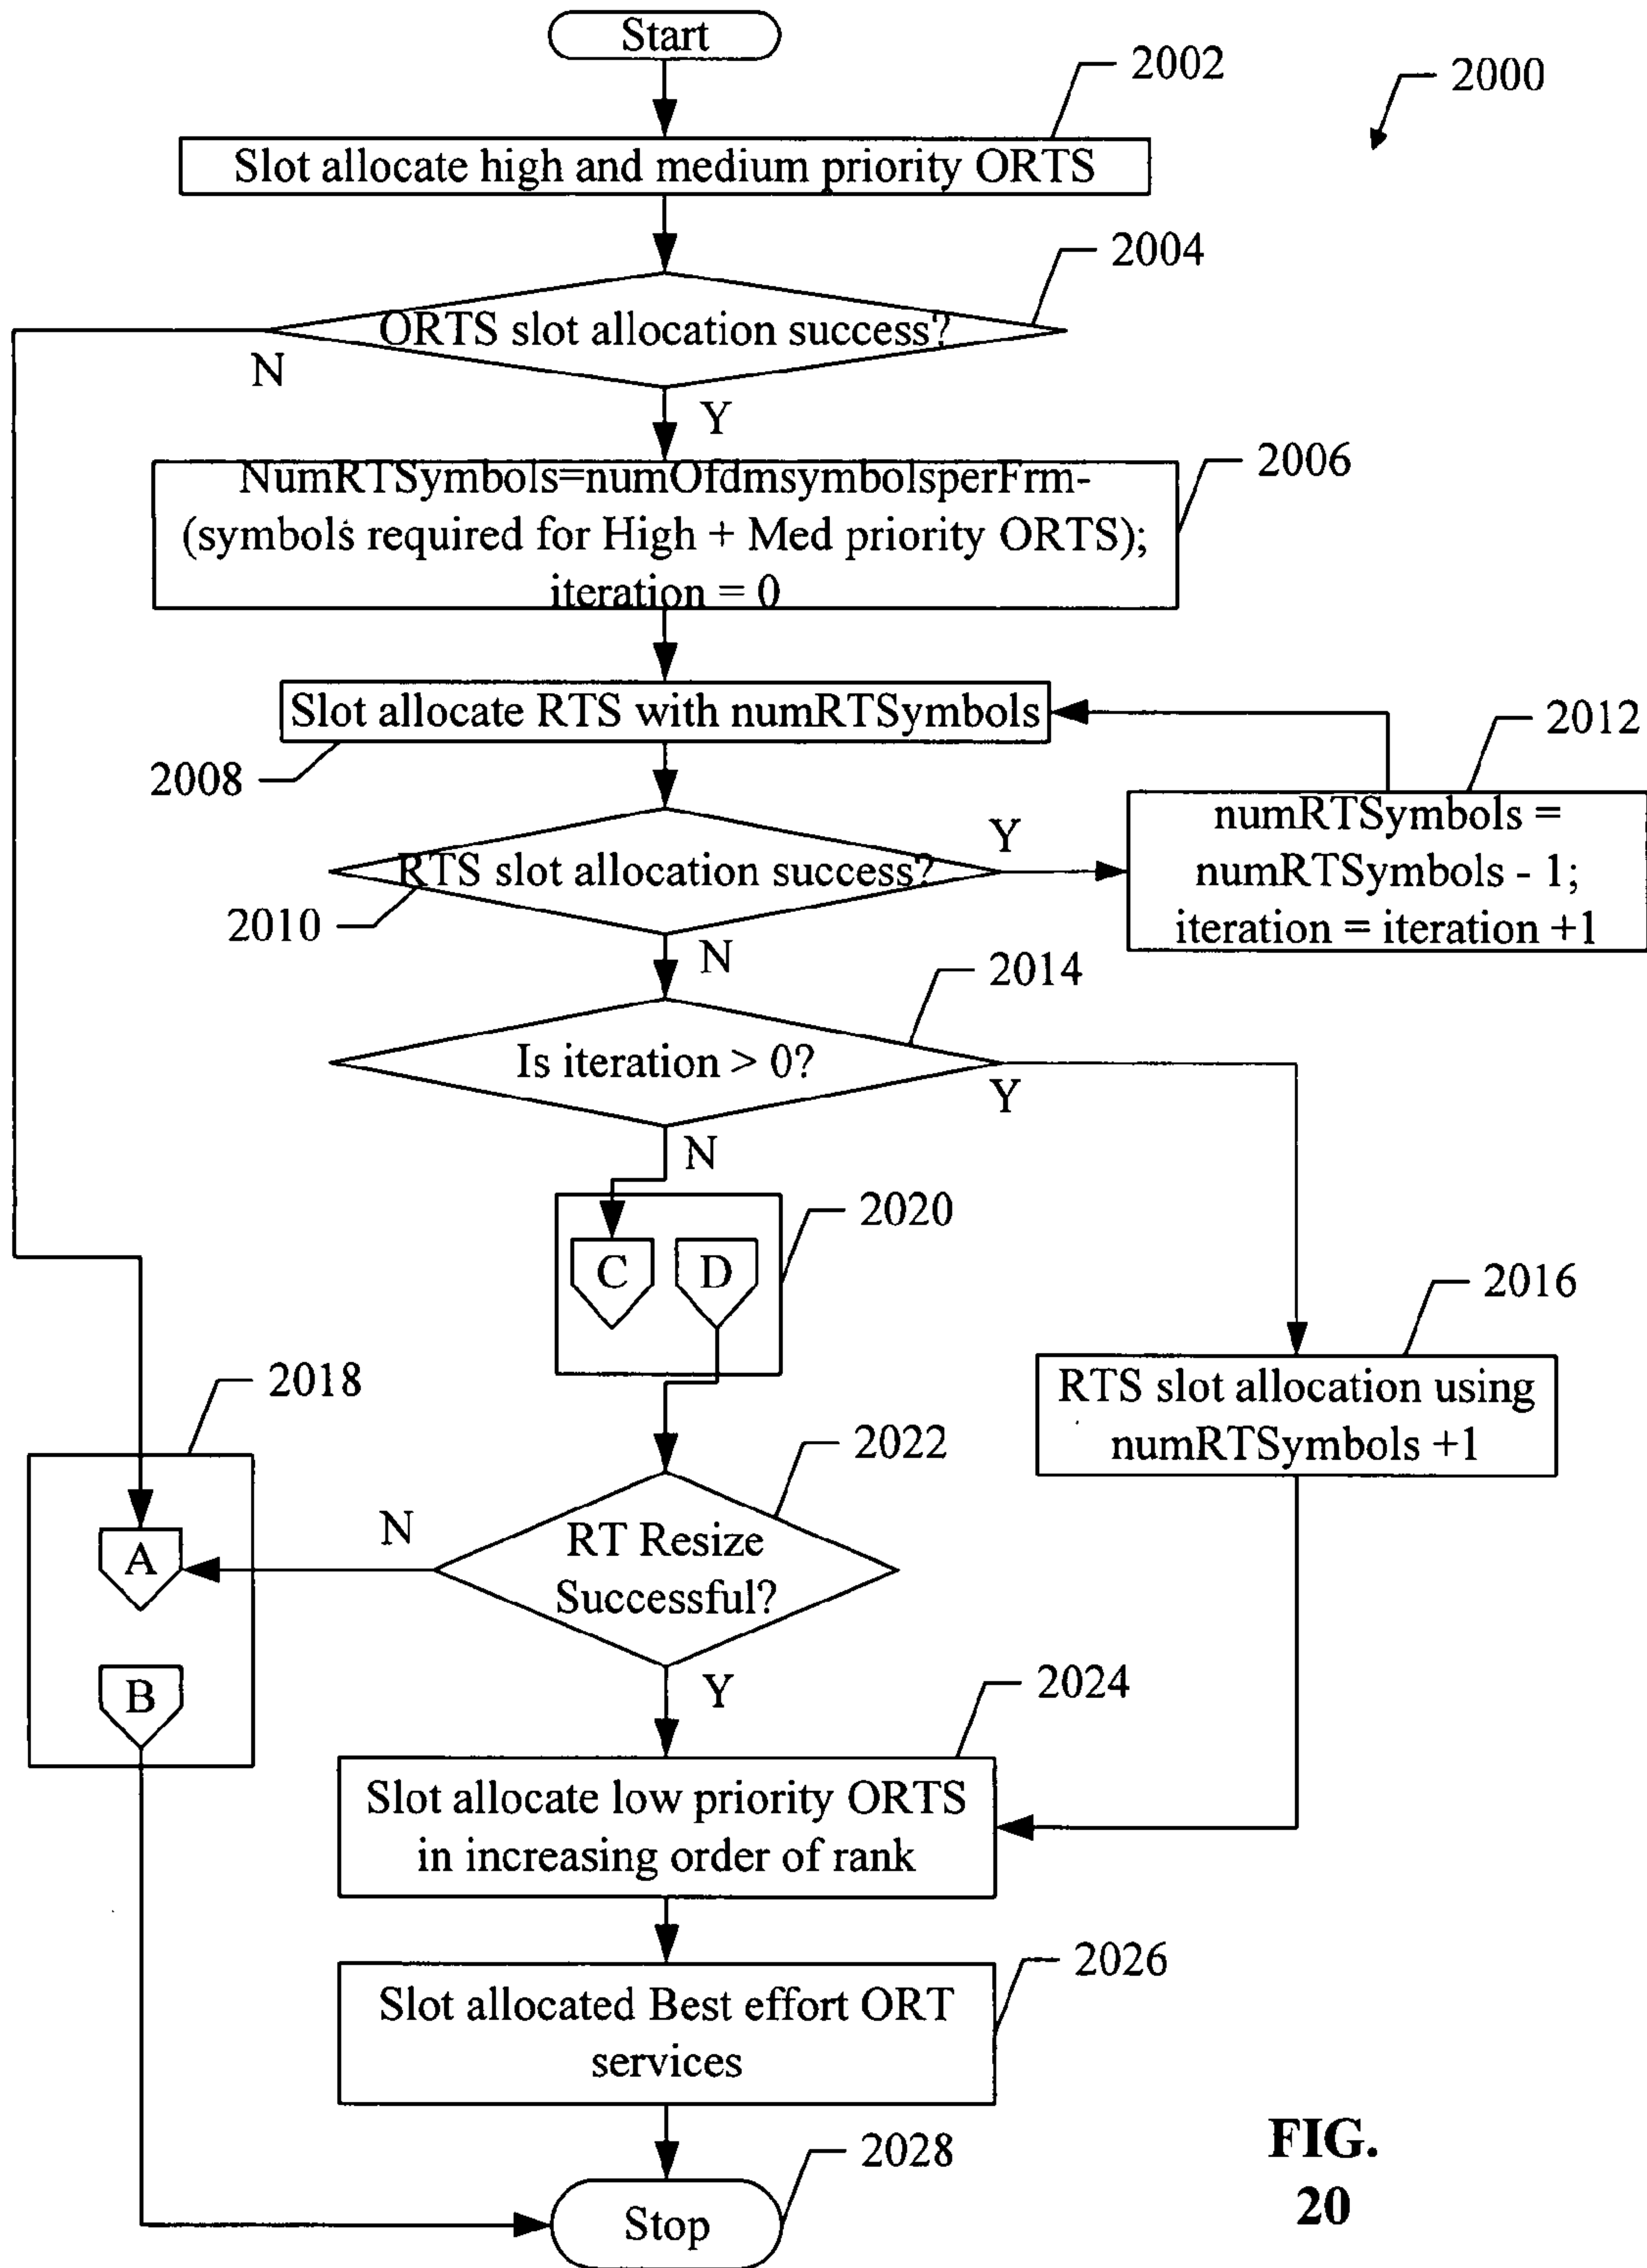 Start
2002
2000
Slot allocate high and medium priority ORTS
2004
ORTS slot allocation success?
N
Y
2006
NumRTSymbols=numOfdmsymbolsperFrm-
(symbols required for High + Med priority ORTS);
iteration = 0
Slot allocate RTS with numRTSymbols
2012
2008
numRTSymbols =
numRTSymbols - 1;
iteration = iteration +1
Y
RTS slot allocation success?
2010
N
2014
Is iteration > 0?
Y
N
2020
C
D
2016
RTS slot allocation using
numRTSymbols +1
2018
2022
N
RT Resize
Successful?
A
B
Y
2024
Slot allocate low priority ORTS
in increasing order of rank
2026
Slot allocated Best effort ORT
services
2028
Stop
FIG.
20